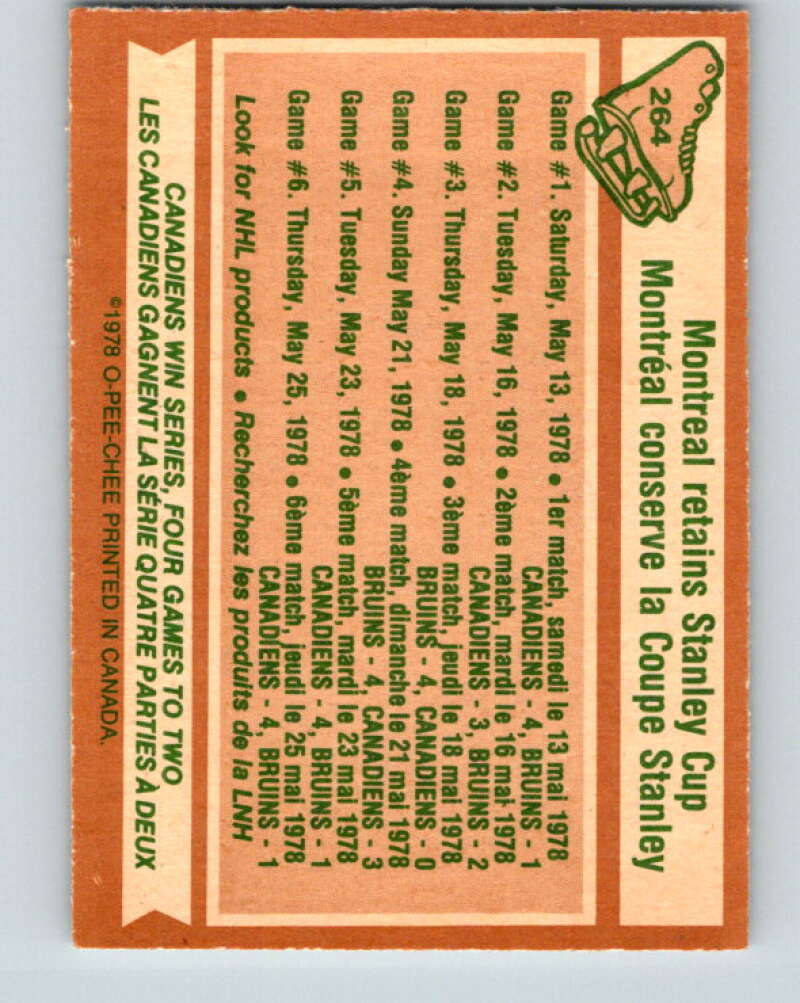 264
Montreal retains Stanley Cup
Montréal conserve la Coupe Stanley
Game #1. Saturday, May 13, 1978 • 1er match, samedi le 13 mai 1978
CANADIENS - 4, BRUINS - 1
Game #2. Tuesday, May 16, 1978 • 2ème match, mardi le 16 mai 1978
CANADIENS - 3, BRUINS - 2
Game #3. Thursday, May 18, 1978 • 3ème match, jeudi le 18 mai 1978
BRUINS - 4, CANADIENS - 0
Game #4. Sunday May 21, 1978 • 4ème match, dimanche le 21 mai 1978
BRUINS - 4, CANADIENS - 3
Game #5. Tuesday, May 23, 1978 • 5ème match, mardi le 23 mai 1978
CANADIENS - 4, BRUINS - 1
Game #6. Thursday, May 25, 1978 • 6ème match, jeudi le 25 mai 1978
CANADIENS - 4, BRUINS - 1
Look for NHL products • Recherchez les produits de la LNH
CANADIENS WIN SERIES, FOUR GAMES TO TWO
LES CANADIENS GAGNENT LA SÉRIE QUATRE PARTIES À DEUX
©1978 O-PEE-CHEE PRINTED IN CANADA.